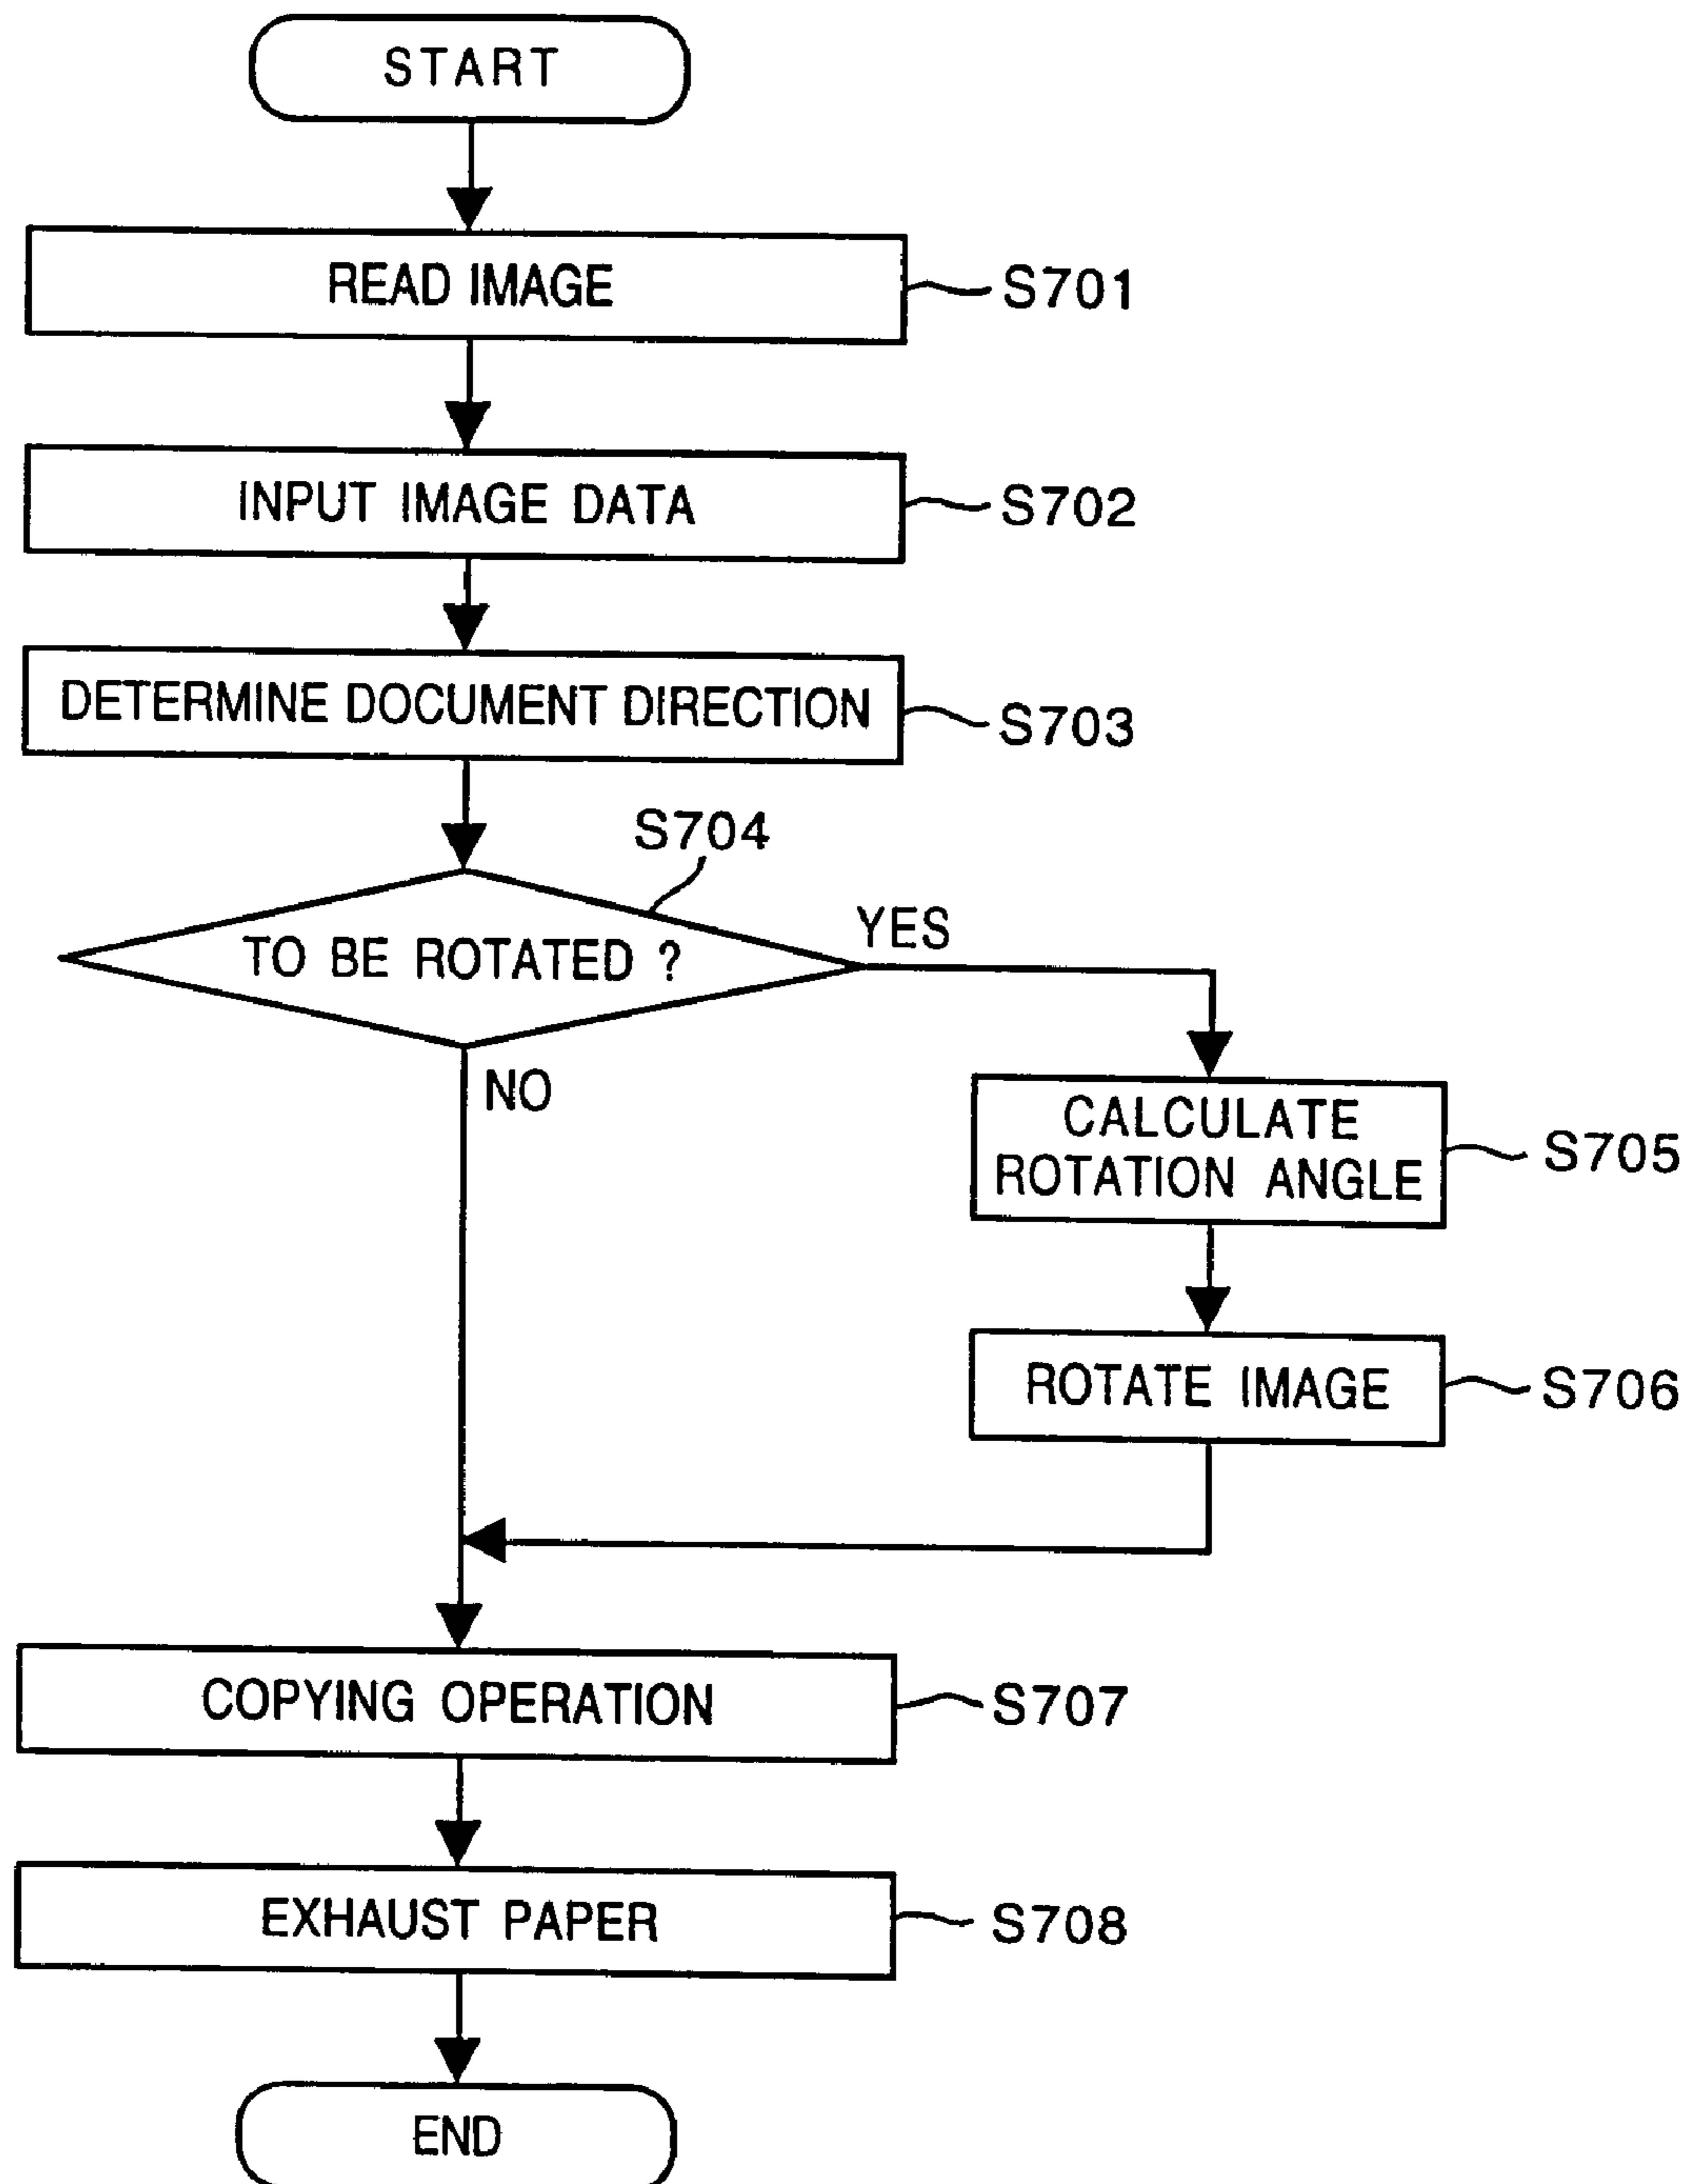 START
READ IMAGE
S701
INPUT IMAGE DATA
S702
DETERMINE DOCUMENT DIRECTION
S703
S704
TO BE ROTATED ?
YES
NO
CALCULATE
ROTATION ANGLE
S705
ROTATE IMAGE
S706
COPYING OPERATION
S707
EXHAUST PAPER
S708
END